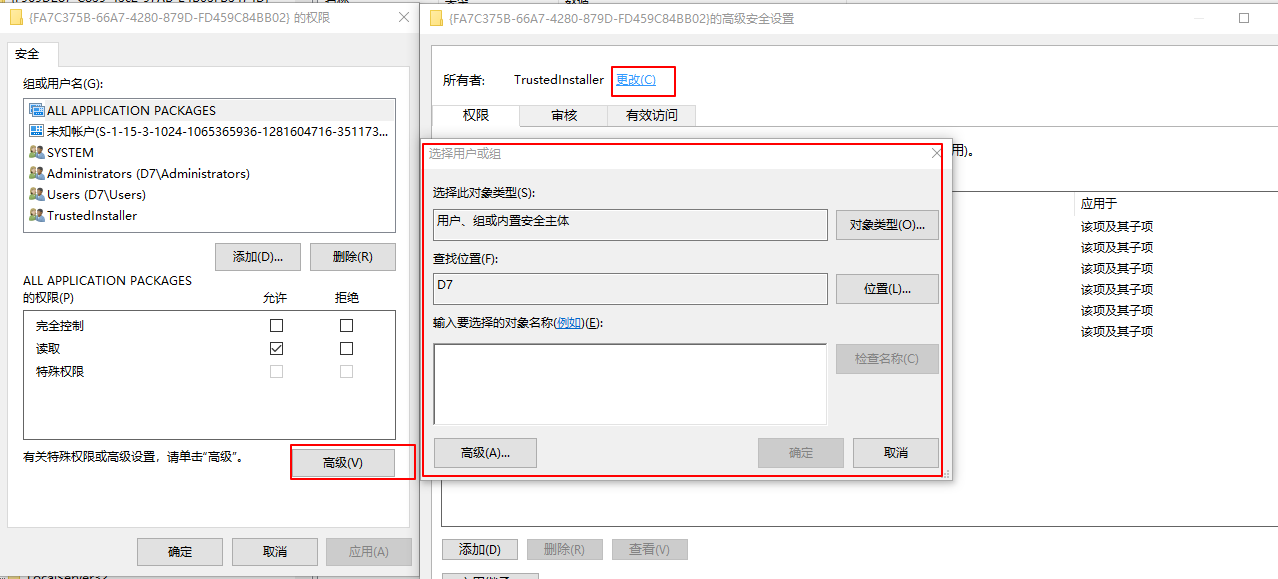 {FA7C375B-66A7-4280-879D-FD459C84BB02} 的权限
安全
组或用户名(G):
ALL APPLICATION PACKAGES
未知帐户(S-1-15-3-1024-1065365936-1281604716-351173...
SYSTEM
Administrators (D7\Administrators)
Users (D7\Users)
TrustedInstaller
添加(D)...
删除(R)
ALL APPLICATION PACKAGES
的权限(P)
允许
拒绝
完全控制
读取
特殊权限
有关特殊权限或高级设置，请单击“高级”。
高级(V)
确定
取消
应用(A)
{FA7C375B-66A7-4280-879D-FD459C84BB02}的高级安全设置
所有者:
TrustedInstaller
更改(C)
权限
审核
有效访问
用)。
应用于
该项及其子项
该项及其子项
该项及其子项
该项及其子项
该项及其子项
该项及其子项
选择用户或组
选择此对象类型(S):
用户、组或内置安全主体
对象类型(O)...
查找位置(F):
D7
位置(L)...
输入要选择的对象名称(例如)(E):
检查名称(C)
高级(A)...
确定
取消
添加(D)
删除(R)
查看(V)